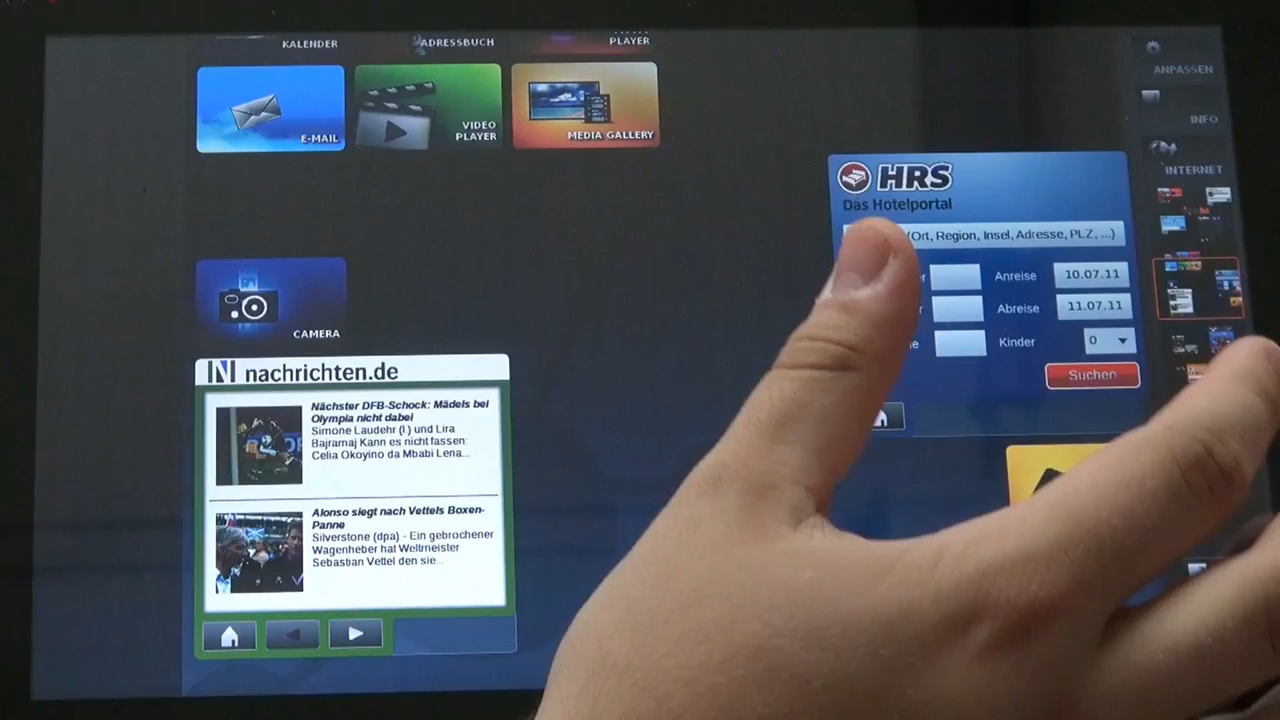 KALENDER
ADRESSBUCH
PLAYER
E-MAIL
VIDEO
PLAYER
MEDIA GALLERY
CAMERA
nachrichten.de
Nächster DFB-Schock: Mädels bei
Olympia nicht dabei
Simone Laudehr (l.) und Lira
Bajramaj Kann es nicht fassen:
Celia Okoyino da Mbabi Lena...
Alonso siegt nach Vettels Boxen-
Panne
Silverstone (dpa) - Ein gebrochener
Wagenheber hat Weltmeister
Sebastian Vettel den sie...
HRS
Das Hotelportal
(Ort, Region, Insel, Adresse, PLZ, ...)
Anreise 10.07.11
Abreise 11.07.11
Kinder 0
Suchen
ANPASSEN
INFO
INTERNET